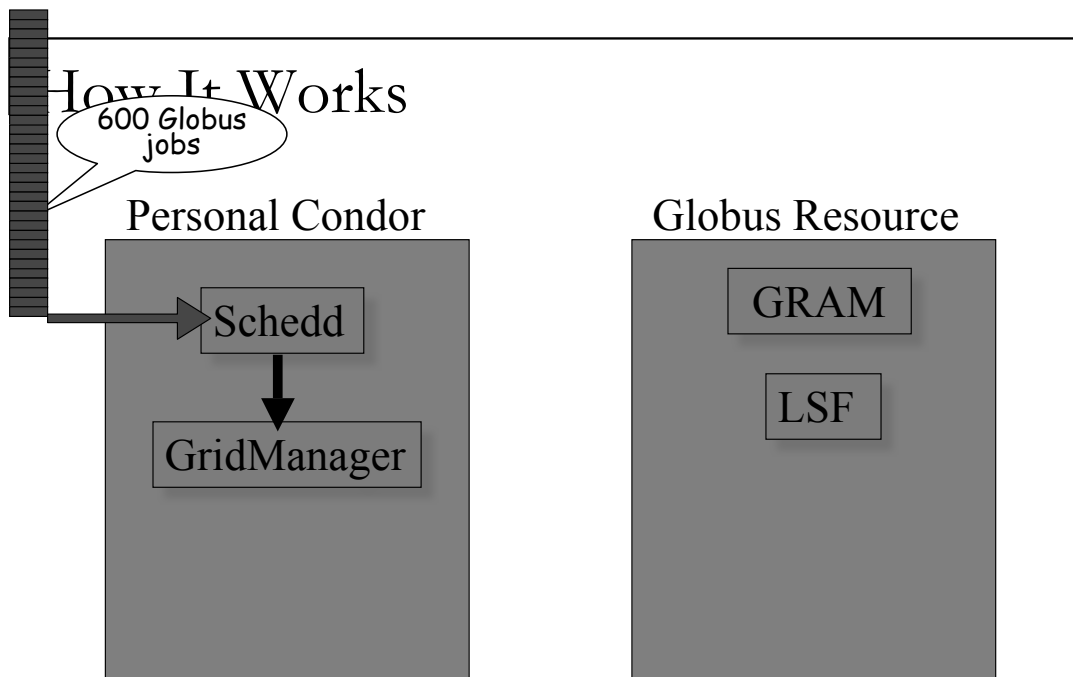 How It Works
600 Globus
jobs
Personal Condor
Globus Resource
Schedd
GRAM
LSF
GridManager